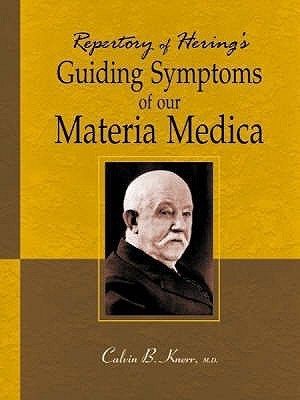 Repertory of Hering's
Guiding Symptoms
of our
Materia Medica
Calvin B. Knerr, M.D.